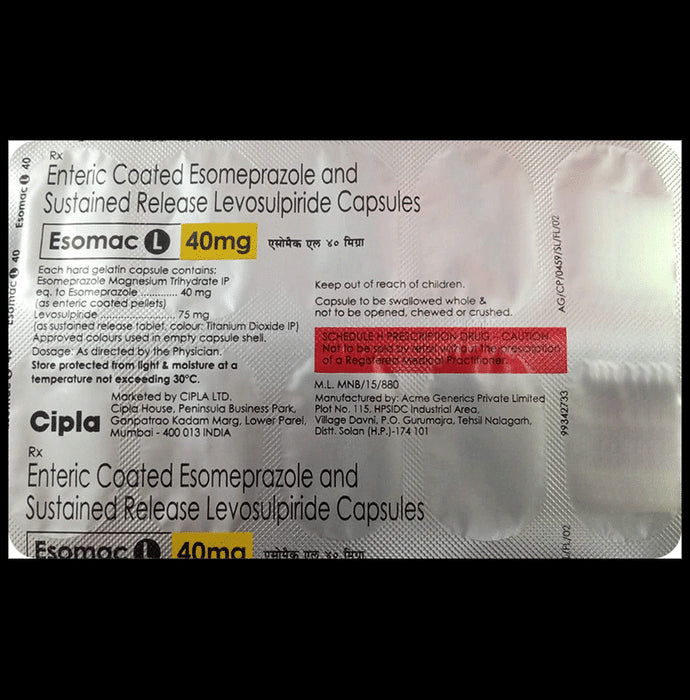 Rx
Enteric Coated Esomeprazole and
Sustained Release Levosulpiride Capsules
Esomac L 40mg एसोमैक एल ४० मिग्रा
Each hard gelatin capsule contains:
Esomeprazole Magnesium Trihydrate IP
eq. to Esomeprazole ............. 40 mg
(as enteric coated pellets)
Levosulpiride ....................... 75 mg
(as sustained release tablet, colour: Titanium Dioxide IP)
Approved colours used in empty capsule shell.
Dosage: As directed by the Physician.
Store protected from light & moisture at a
temperature not exceeding 30°C.
Keep out of reach of children.
Capsule to be swallowed whole &
not to be opened, chewed or crushed.
SCHEDULE H PRESCRIPTION DRUG - CAUTION
Not to be sold by retail without the prescription
of a Registered Medical Practitioner.
M.L. MNB/15/880
Manufactured by: Acme Generics Private Limited
Plot No. 115, HPSIDC Industrial Area,
Village Davni, P.O. Gurumajra, Tehsil Nalagarh,
Distt. Solan (H.P.)-174 101
Cipla
Marketed by CIPLA LTD.
Cipla House, Peninsula Business Park,
Ganpatrao Kadam Marg, Lower Parel,
Mumbai - 400 013 INDIA
Rx
Enteric Coated Esomeprazole and
Sustained Release Levosulpiride Capsules
Esomac L 40mg एसोमैक एल ४० मिग्रा
Esomac L 40
Esomac L 40
AG/CP/0459/SL/FL/02
99342733
L/FL/02